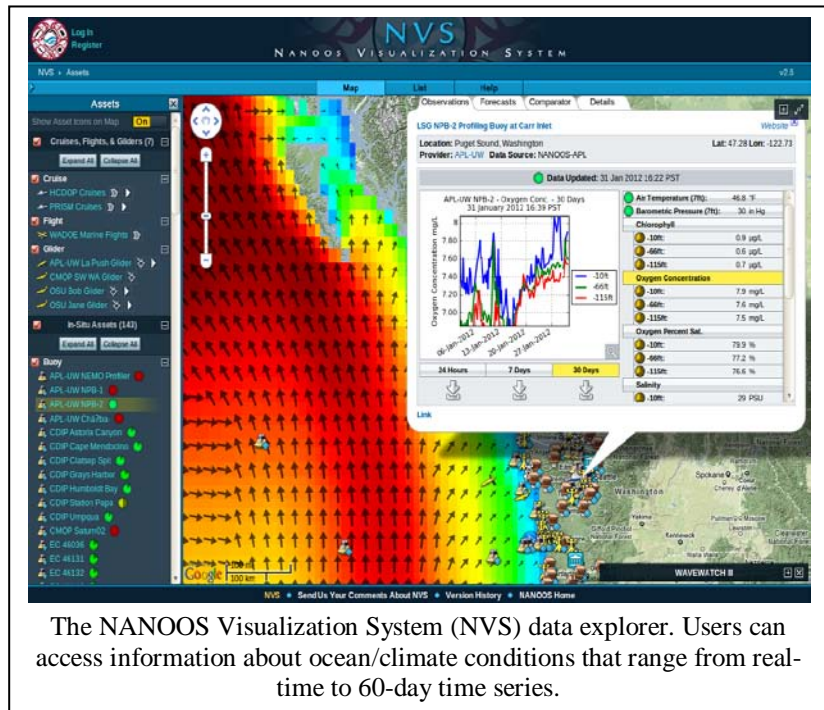 Log In
Register
NVS
NANOOS VISUALIZATION SYSTEM
NVS › Assets
v2.5
Map List Help
Assets
Show Asset Icons on Map On
Cruises, Flights, & Gliders (7)
Expand All Collapse All
Cruise
HCDOP Cruises
PRISM Cruises
Flight
WADOE Marine Flights
Glider
APL-UW La Push Glider
CMOP SW WA Glider
OSU Bob Glider
OSU Jane Glider
In-Situ Assets (143)
Expand All Collapse All
Buoy
APL-UW NEMO Profiler
APL-UW NPB-1
APL-UW NPB-2
APL-UW Chá?ba·
CDIP Astoria Canyon
CDIP Cape Mendocino
CDIP Clatsop Spit
CDIP Grays Harbor
CDIP Humboldt Bay
CDIP Station Papa
CDIP Umpqua
CMOP Saturn02
EC 46036
EC 46131
EC 46132
Observations Forecasts Comparator Details
LSG NPB-2 Profiling Buoy at Carr Inlet
Website
Location: Puget Sound, Washington
Lat: 47.28 Lon: -122.73
Provider: APL-UW Data Source: NANOOS-APL
Data Updated: 31 Jan 2012 16:22 PST
APL-UW NPB-2 - Oxygen Conc. - 30 Days
31 January 2012 16:39 PST
Oxygen Concentration mg/L
8
7.80
7.60
7.40
7.20
7.00
06-Jan-2012
13-Jan-2012
20-Jan-2012
27-Jan-2012
-10ft
-66ft
-115ft
24 Hours 7 Days 30 Days
Air Temperature (7ft): 46.8 °F
Barometric Pressure (7ft): 30 in Hg
Chlorophyll
-10ft: 0.9 µg/L
-66ft: 0.6 µg/L
-115ft: 0.7 µg/L
Oxygen Concentration
-10ft: 7.9 mg/L
-66ft: 7.6 mg/L
-115ft: 7.5 mg/L
Oxygen Percent Sat.
-10ft: 79.9 %
-66ft: 77.2 %
-115ft: 76.6 %
Salinity
-10ft: 29 PSU
Link
Spokane
Washington
Yakima
Kennewick
Google
100 km
WAVEWATCH III
NVS Send Us Your Comments About NVS Version History NANOOS Home
The NANOOS Visualization System (NVS) data explorer. Users can
access information about ocean/climate conditions that range from real-
time to 60-day time series.